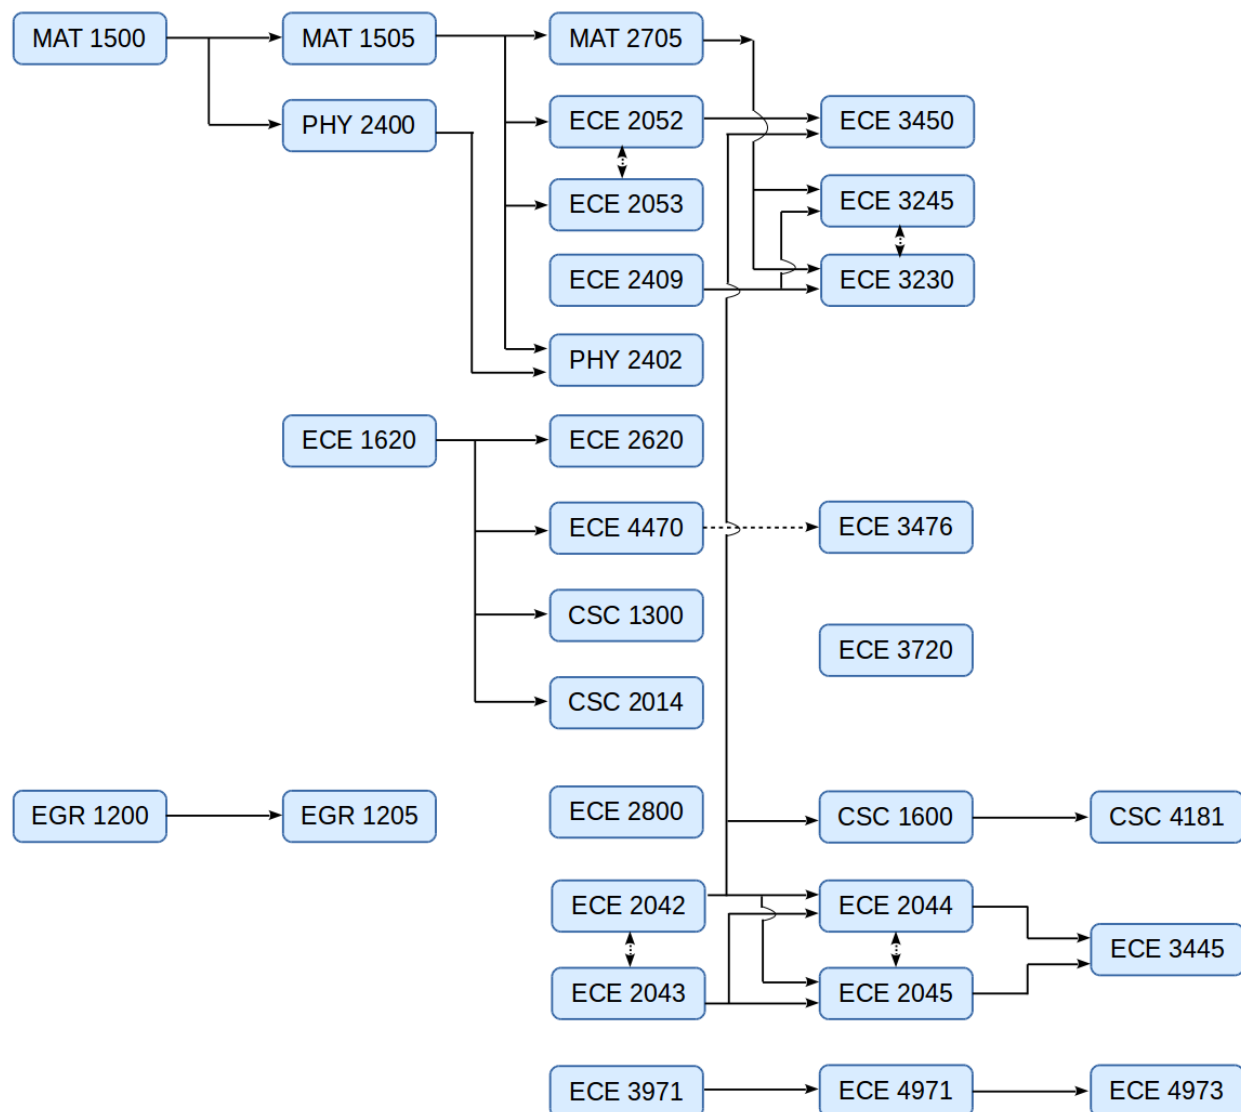 MAT 1500
MAT 1505
MAT 2705
PHY 2400
ECE 2052
ECE 3450
ECE 2053
ECE 3245
ECE 2409
ECE 3230
PHY 2402
ECE 1620
ECE 2620
ECE 4470
ECE 3476
CSC 1300
ECE 3720
CSC 2014
EGR 1200
EGR 1205
ECE 2800
CSC 1600
CSC 4181
ECE 2042
ECE 2044
ECE 3445
ECE 2043
ECE 2045
ECE 3971
ECE 4971
ECE 4973